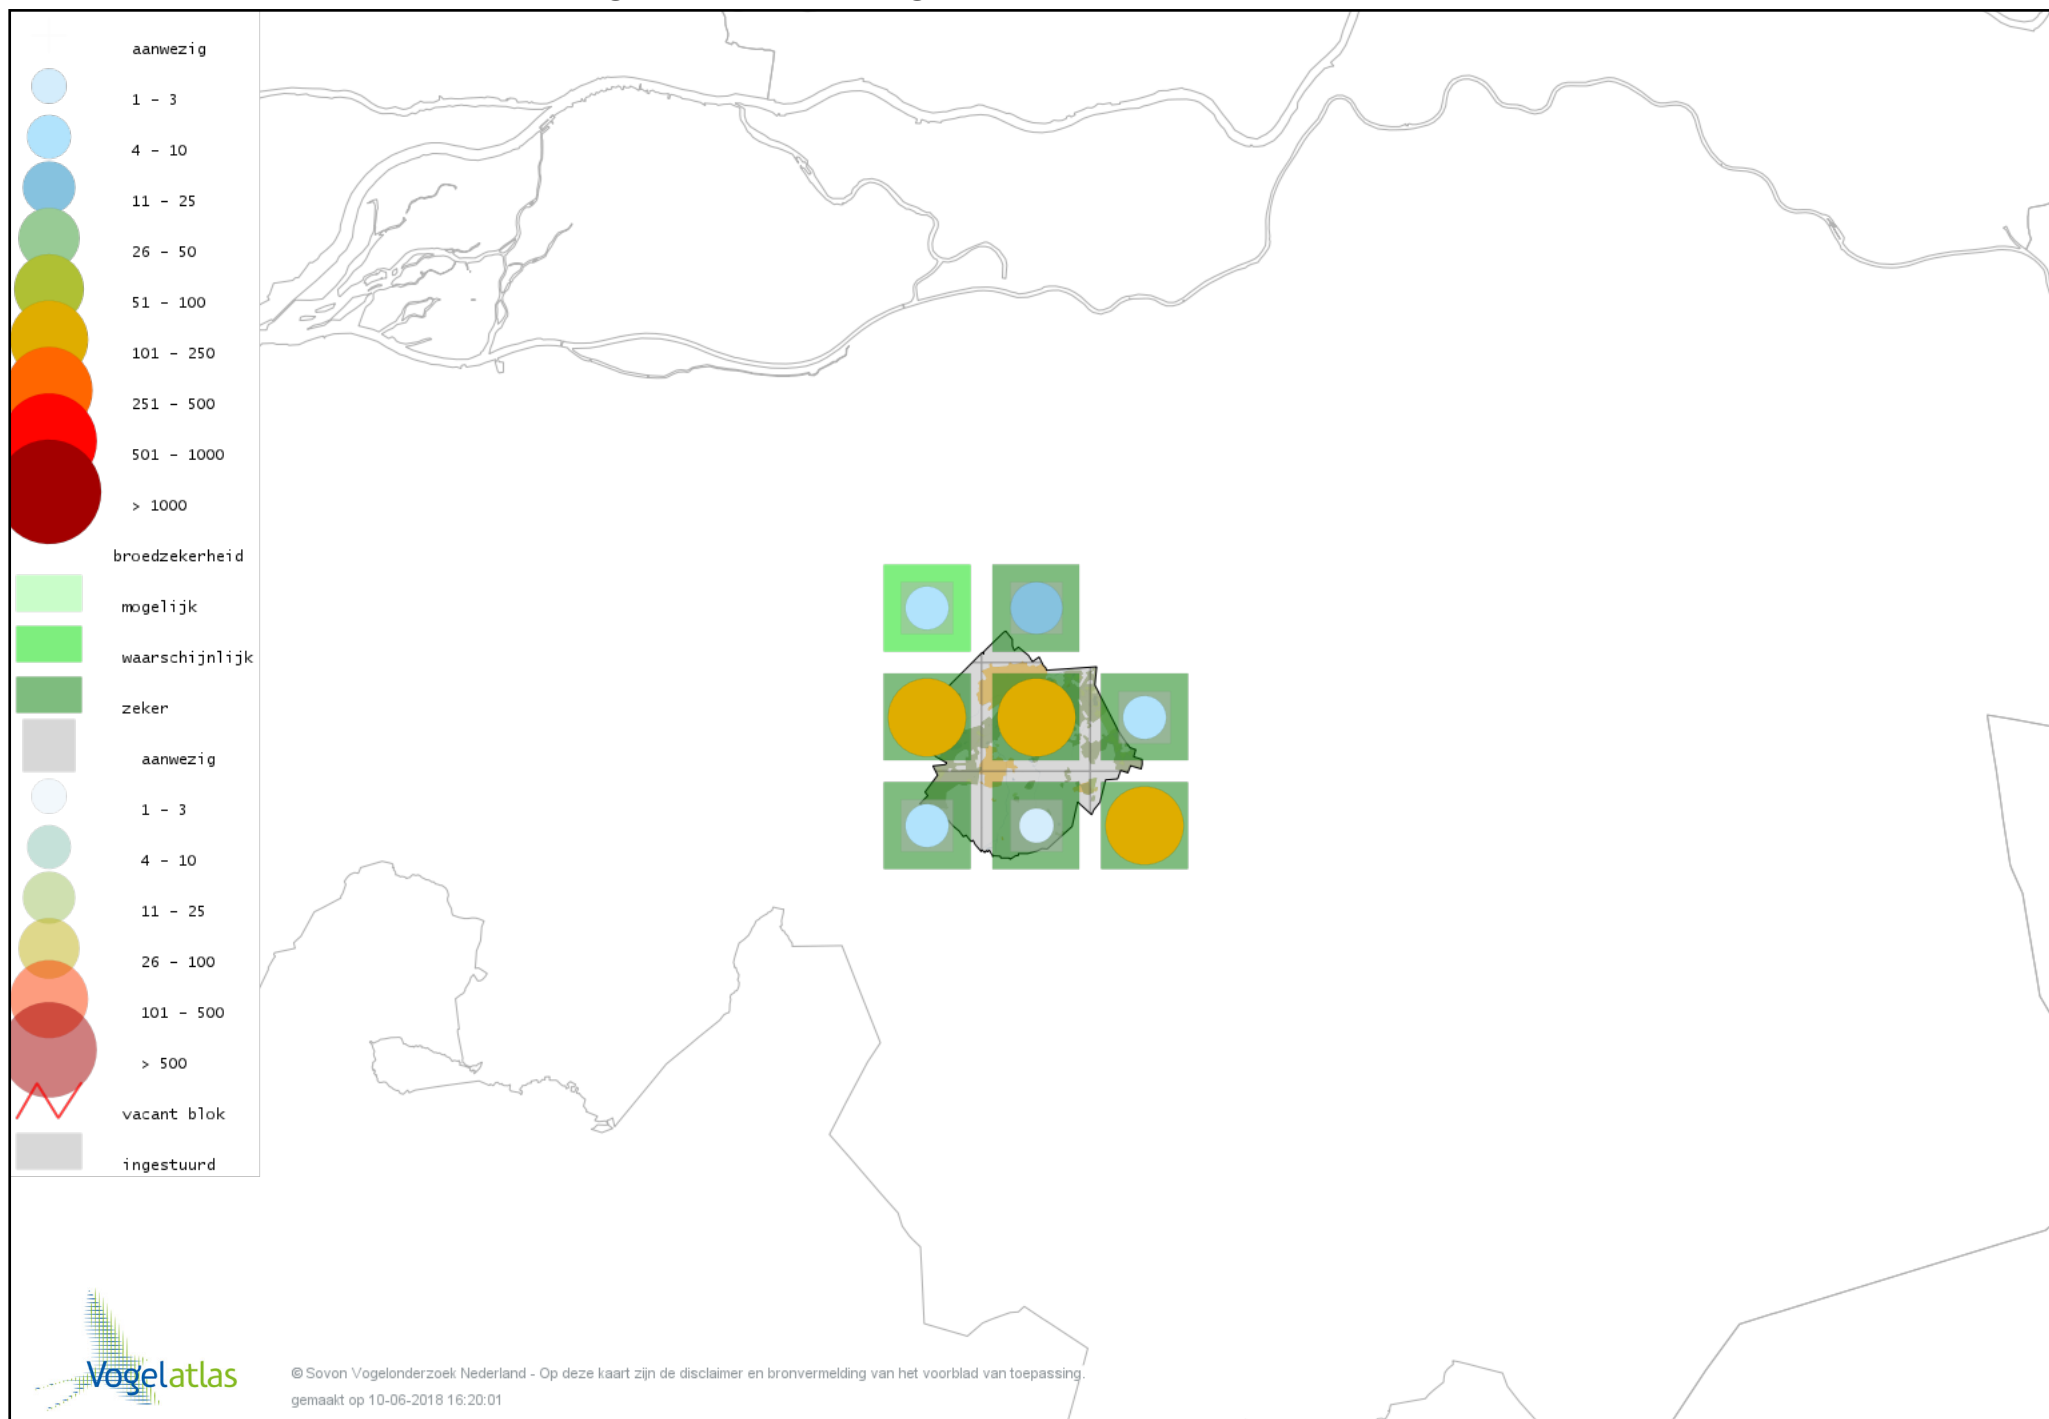 aanwezig
1 - 3
4 - 10
11 - 25
26 - 50
51 - 100
101 - 250
251 - 500
501 - 1000
> 1000
broedzekerheid
mogelijk
waarschijnlijk
zeker
aanwezig
1 - 3
4 - 10
11 - 25
26 - 100
101 - 500
> 500
vacant blok
ingestuurd
Vogelatlas
© Sovon Vogelonderzoek Nederland - Op deze kaart zijn de disclaimer en bronvermelding van het voorblad van toepassing.
gemaakt op 10-06-2018 16:20:01